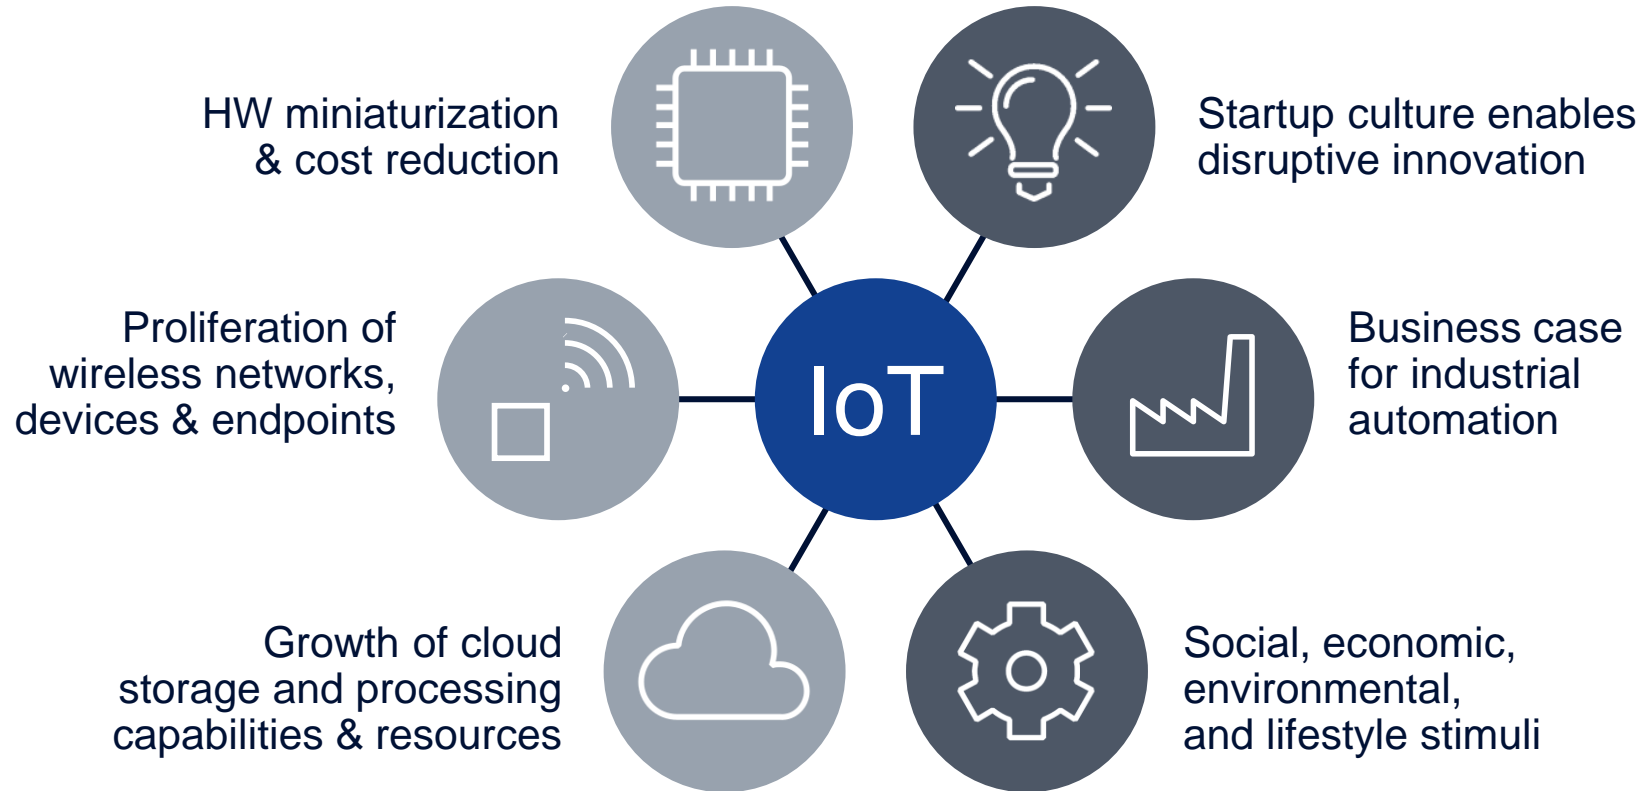 HW miniaturization
& cost reduction
Startup culture enables
disruptive innovation
Proliferation of
wireless networks,
devices & endpoints
IoT
Business case
for industrial
automation
Growth of cloud
storage and processing
capabilities & resources
Social, economic,
environmental,
and lifestyle stimuli